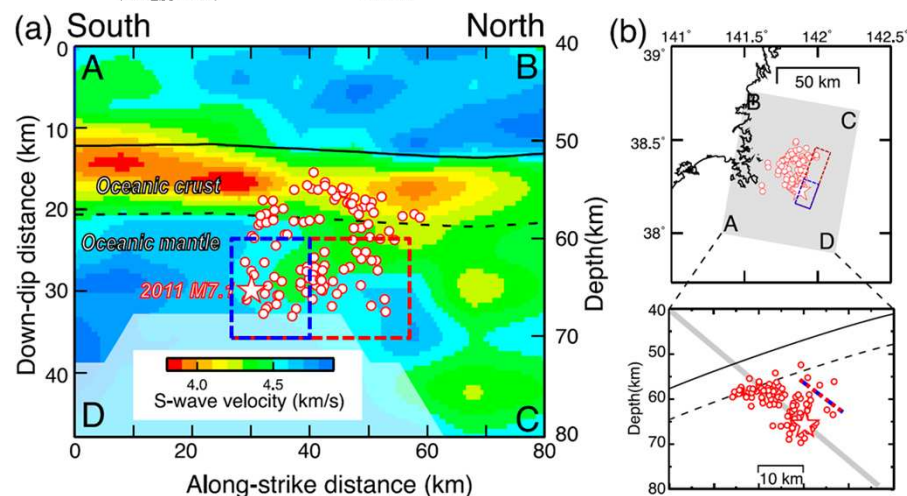 (a)
South
North
A
B
0
10
20
30
40
Down-dip distance (km)
40
50
60
70
80
Depth(km)
Oceanic crust
Oceanic mantle
2011 M7.1
4.0
4.5
S-wave velocity (km/s)
D
C
0
20
40
60
80
Along-strike distance (km)
(b)
141°
141.5°
142°
142.5°
39°
38.5°
38°
50 km
B
C
A
D
40
50
60
70
80
Depth(km)
10 km